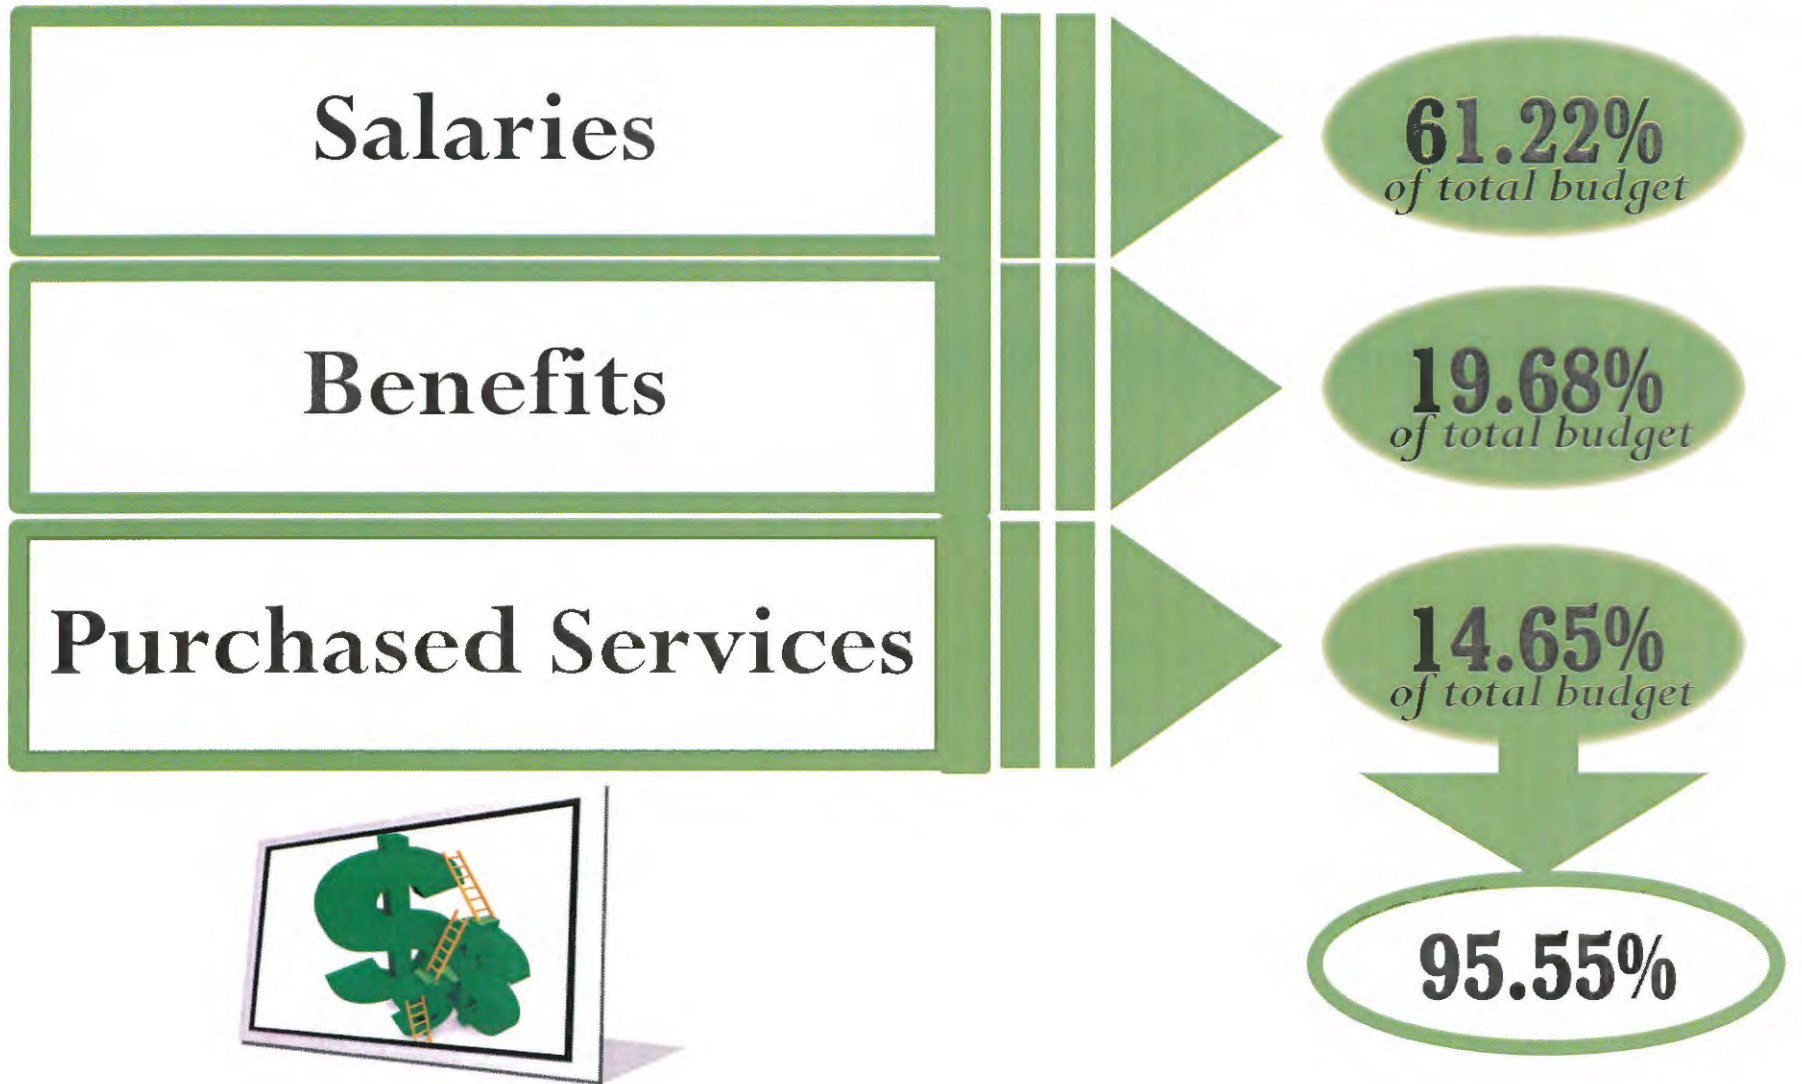 Salaries
61.22%
of total budget
Benefits
19.68%
of total budget
Purchased Services
14.65%
of total budget
95.55%